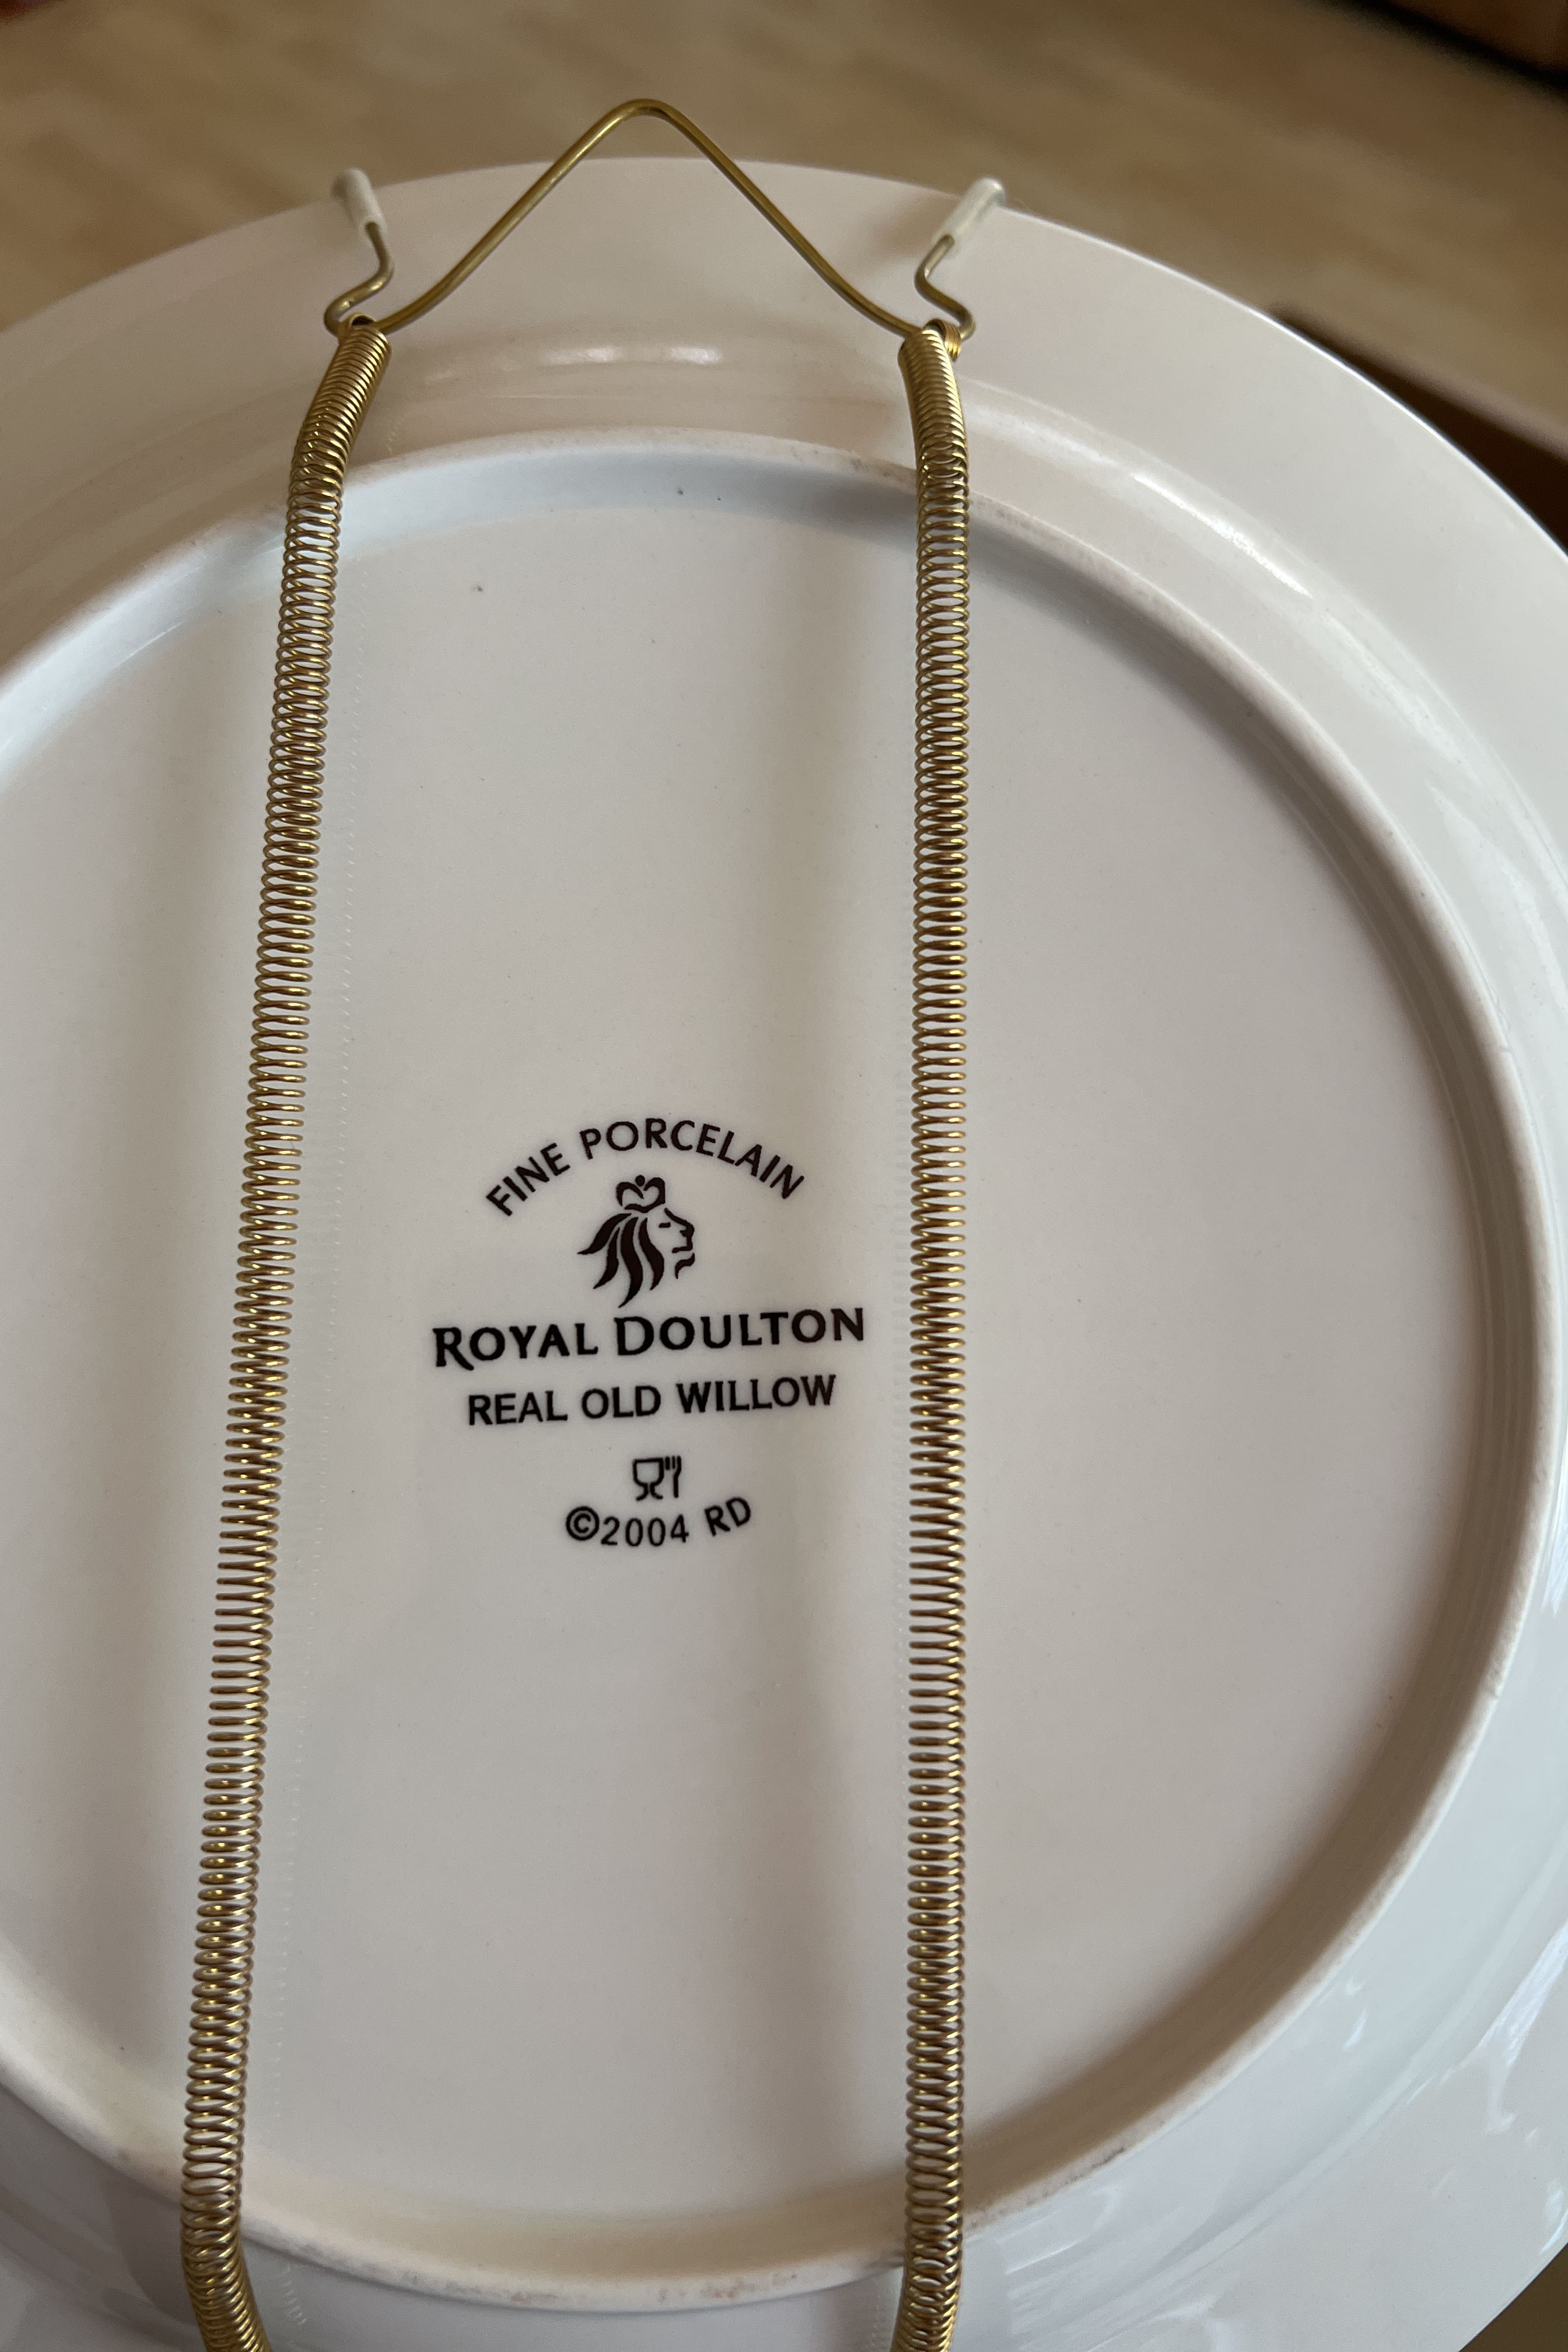 FINE PORCELAIN
ROYAL DOULTON
REAL OLD WILLOW
©2004 RD